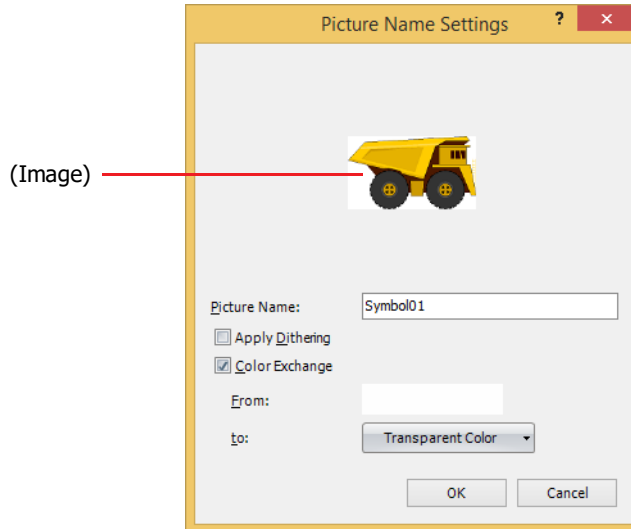 Picture Name Settings ? ×
(Image)
Picture Name: Symbol01
Apply Dithering
Color Exchange
From:
to: Transparent Color
OK Cancel